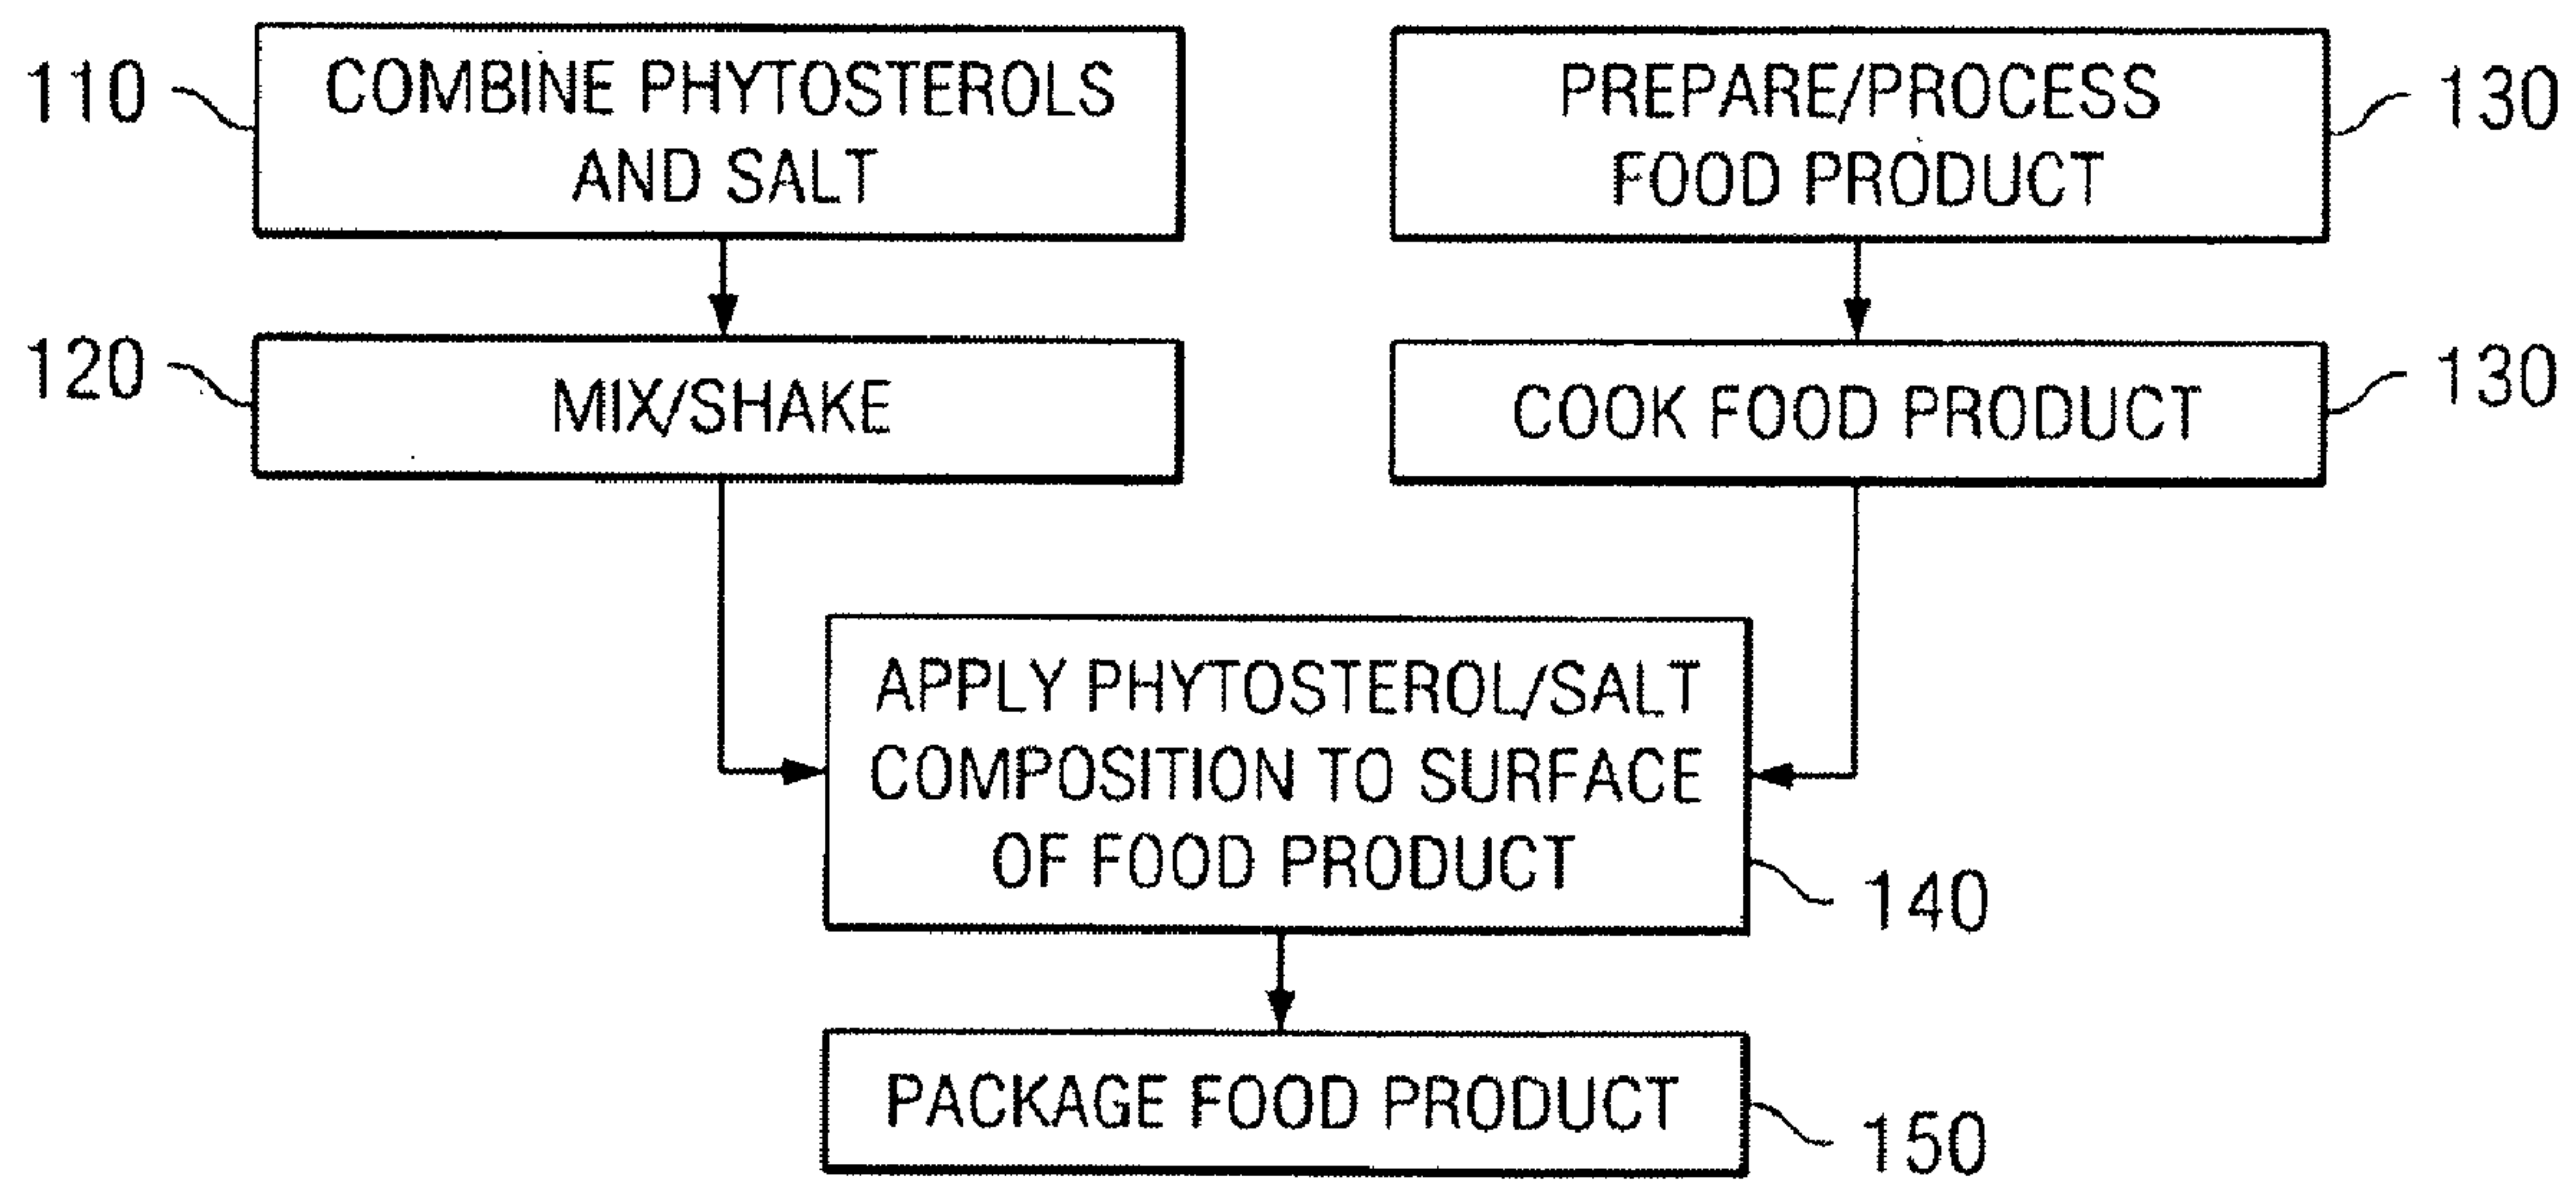 110
COMBINE PHYTOSTEROLS
AND SALT
PREPARE/PROCESS
FOOD PRODUCT
130
120
MIX/SHAKE
COOK FOOD PRODUCT
130
APPLY PHYTOSTEROL/SALT
COMPOSITION TO SURFACE
OF FOOD PRODUCT
140
PACKAGE FOOD PRODUCT
150